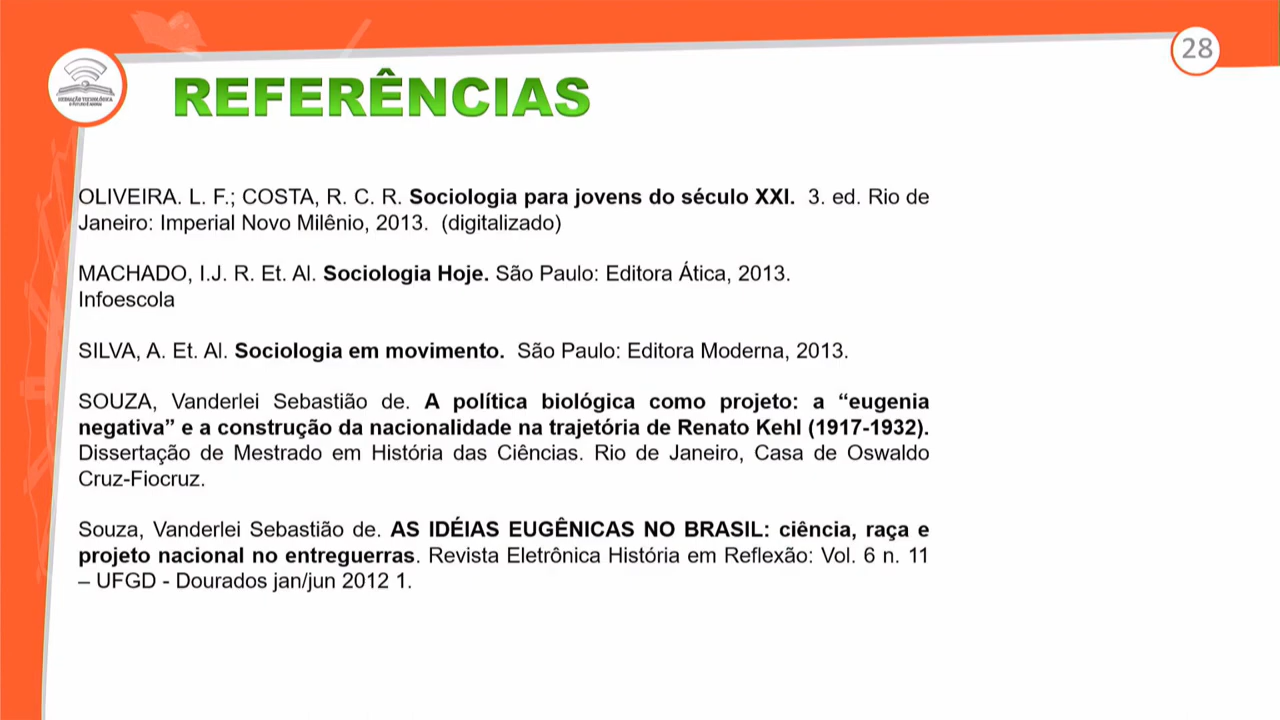 28
MEDIAÇÃO TECNOLÓGICA
REFERÊNCIAS
OLIVEIRA. L. F.; COSTA, R. C. R. Sociologia para jovens do século XXI. 3. ed. Rio de
Janeiro: Imperial Novo Milênio, 2013. (digitalizado)
MACHADO, I.J. R. Et. Al. Sociologia Hoje. São Paulo: Editora Ática, 2013.
Infoescola
SILVA, A. Et. Al. Sociologia em movimento. São Paulo: Editora Moderna, 2013.
SOUZA, Vanderlei Sebastião de. A política biológica como projeto: a “eugenia
negativa” e a construção da nacionalidade na trajetória de Renato Kehl (1917-1932).
Dissertação de Mestrado em História das Ciências. Rio de Janeiro, Casa de Oswaldo
Cruz-Fiocruz.
Souza, Vanderlei Sebastião de. AS IDÉIAS EUGÊNICAS NO BRASIL: ciência, raça e
projeto nacional no entreguerras. Revista Eletrônica História em Reflexão: Vol. 6 n. 11
– UFGD - Dourados jan/jun 2012 1.